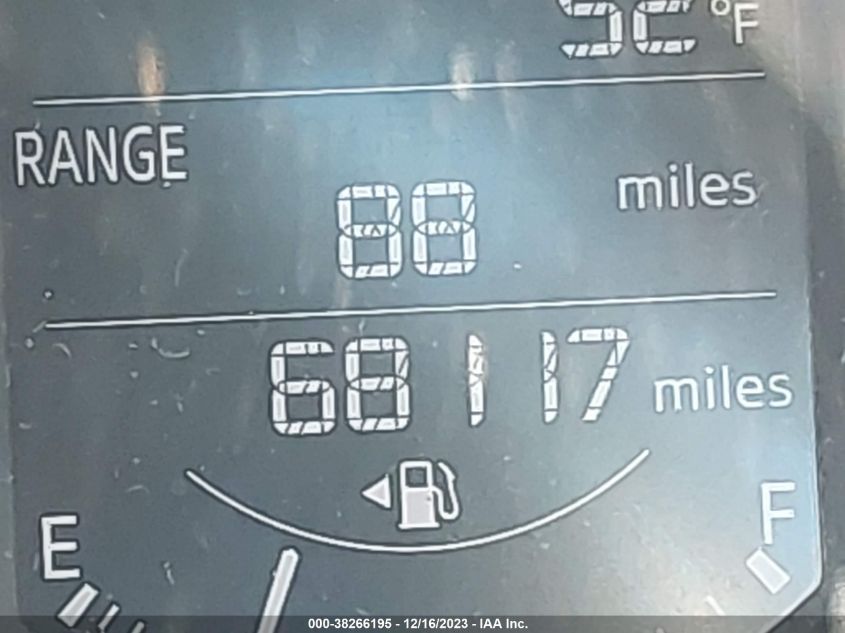 °F
RANGE
88 miles
68117 miles
E F
000-38266195 - 12/16/2023 - IAA Inc.